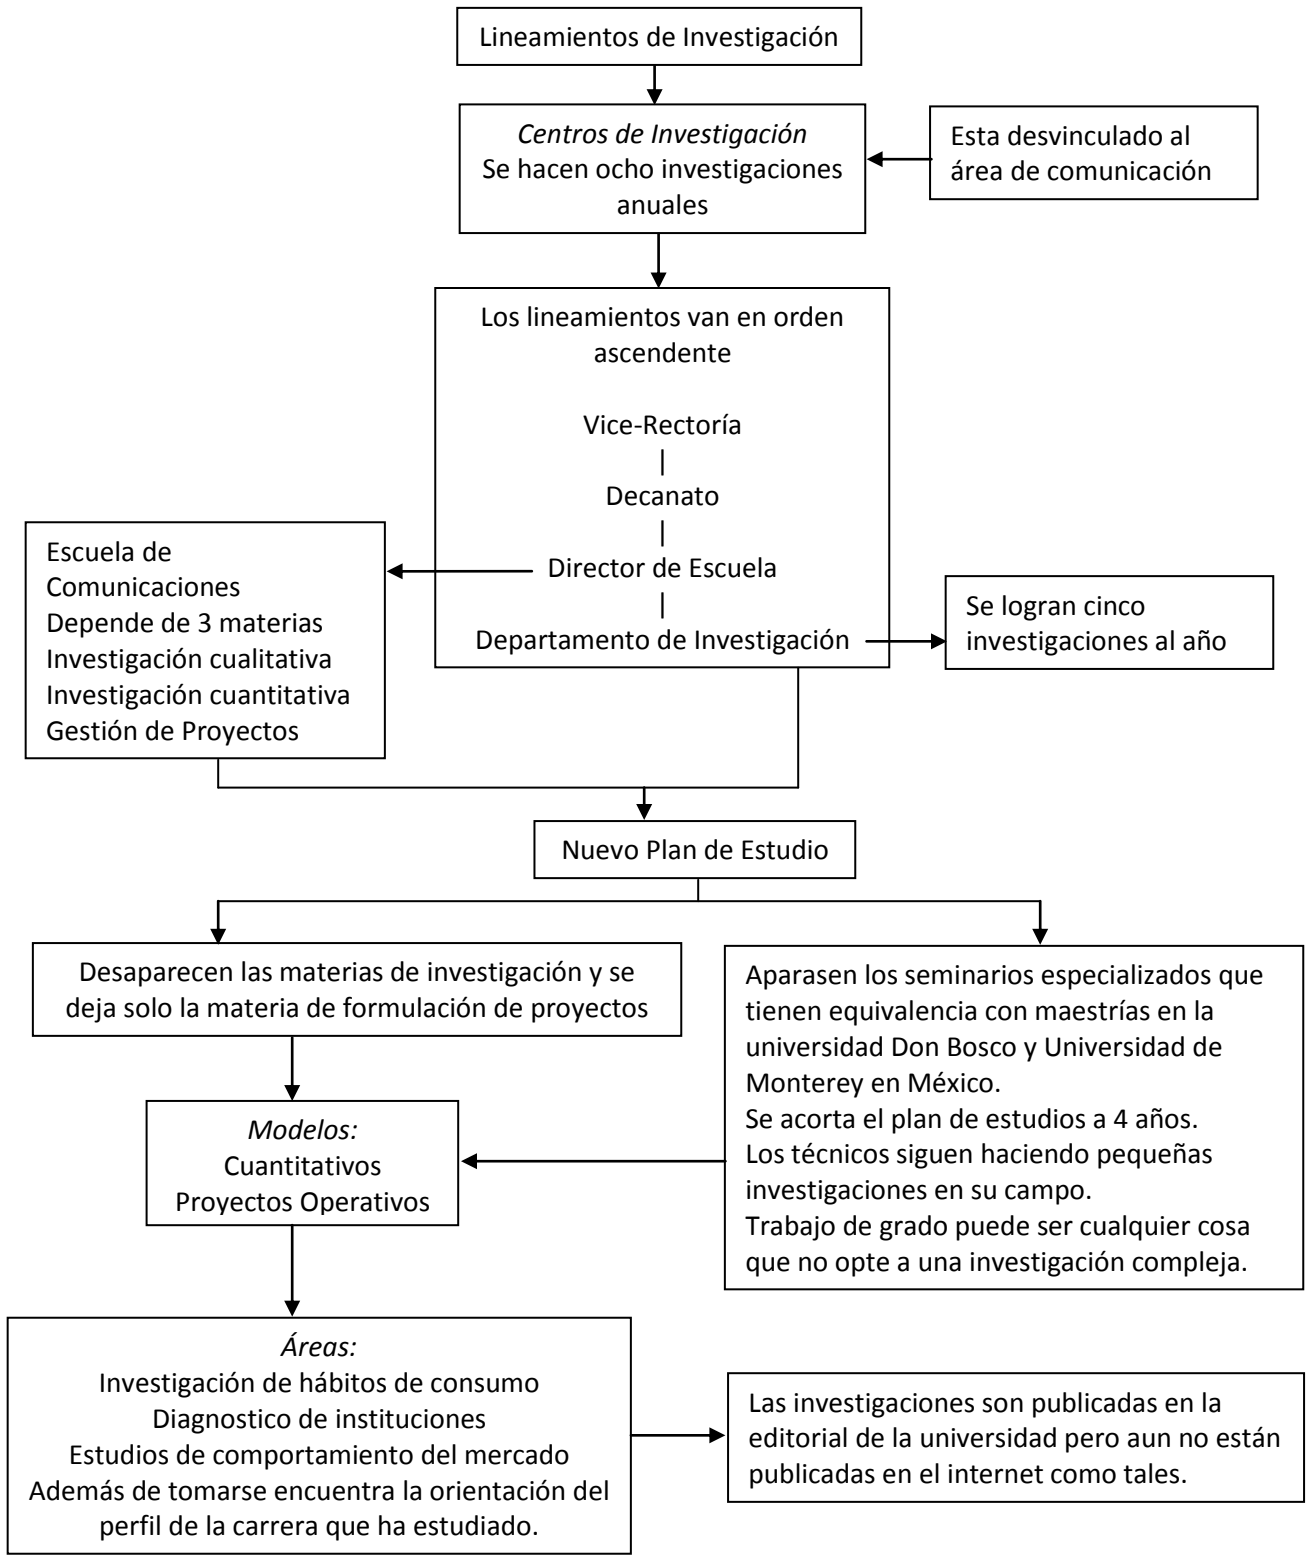 Lineamientos de Investigación
Centros de Investigación
Se hacen ocho investigaciones
anuales
Esta desvinculado al
área de comunicación
Los lineamientos van en orden
ascendente
Vice-Rectoría
Decanato
Director de Escuela
Departamento de Investigación
Escuela de
Comunicaciones
Depende de 3 materias
Investigación cualitativa
Investigación cuantitativa
Gestión de Proyectos
Se logran cinco
investigaciones al año
Nuevo Plan de Estudio
Desaparecen las materias de investigación y se
deja solo la materia de formulación de proyectos
Aparasen los seminarios especializados que
tienen equivalencia con maestrías en la
universidad Don Bosco y Universidad de
Monterey en México.
Se acorta el plan de estudios a 4 años.
Los técnicos siguen haciendo pequeñas
investigaciones en su campo.
Trabajo de grado puede ser cualquier cosa
que no opte a una investigación compleja.
Modelos:
Cuantitativos
Proyectos Operativos
Áreas:
Investigación de hábitos de consumo
Diagnostico de instituciones
Estudios de comportamiento del mercado
Además de tomarse encuentra la orientación del
perfil de la carrera que ha estudiado.
Las investigaciones son publicadas en la
editorial de la universidad pero aun no están
publicadas en el internet como tales.